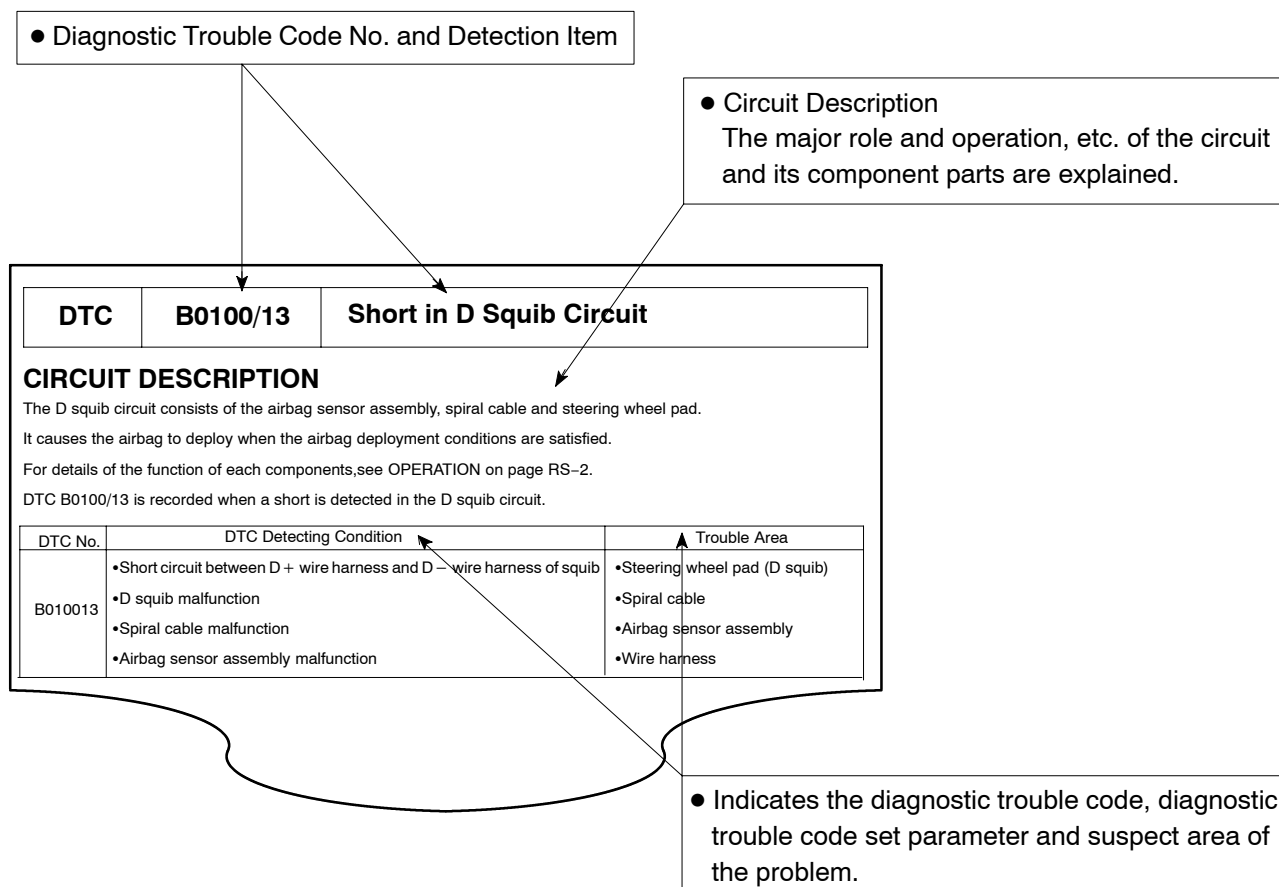 ● Diagnostic Trouble Code No. and Detection Item
● Circuit Description
The major role and operation, etc. of the circuit
and its component parts are explained.
DTC B0100/13 Short in D Squib Circuit
CIRCUIT DESCRIPTION
The D squib circuit consists of the airbag sensor assembly, spiral cable and steering wheel pad.
It causes the airbag to deploy when the airbag deployment conditions are satisfied.
For details of the function of each components,see OPERATION on page RS−2.
DTC B0100/13 is recorded when a short is detected in the D squib circuit.
DTC No. DTC Detecting Condition Trouble Area
B010013
•Short circuit between D+ wire harness and D− wire harness of squib
•D squib malfunction
•Spiral cable malfunction
•Airbag sensor assembly malfunction
•Steering wheel pad (D squib)
•Spiral cable
•Airbag sensor assembly
•Wire harness
● Indicates the diagnostic trouble code, diagnostic
trouble code set parameter and suspect area of
the problem.